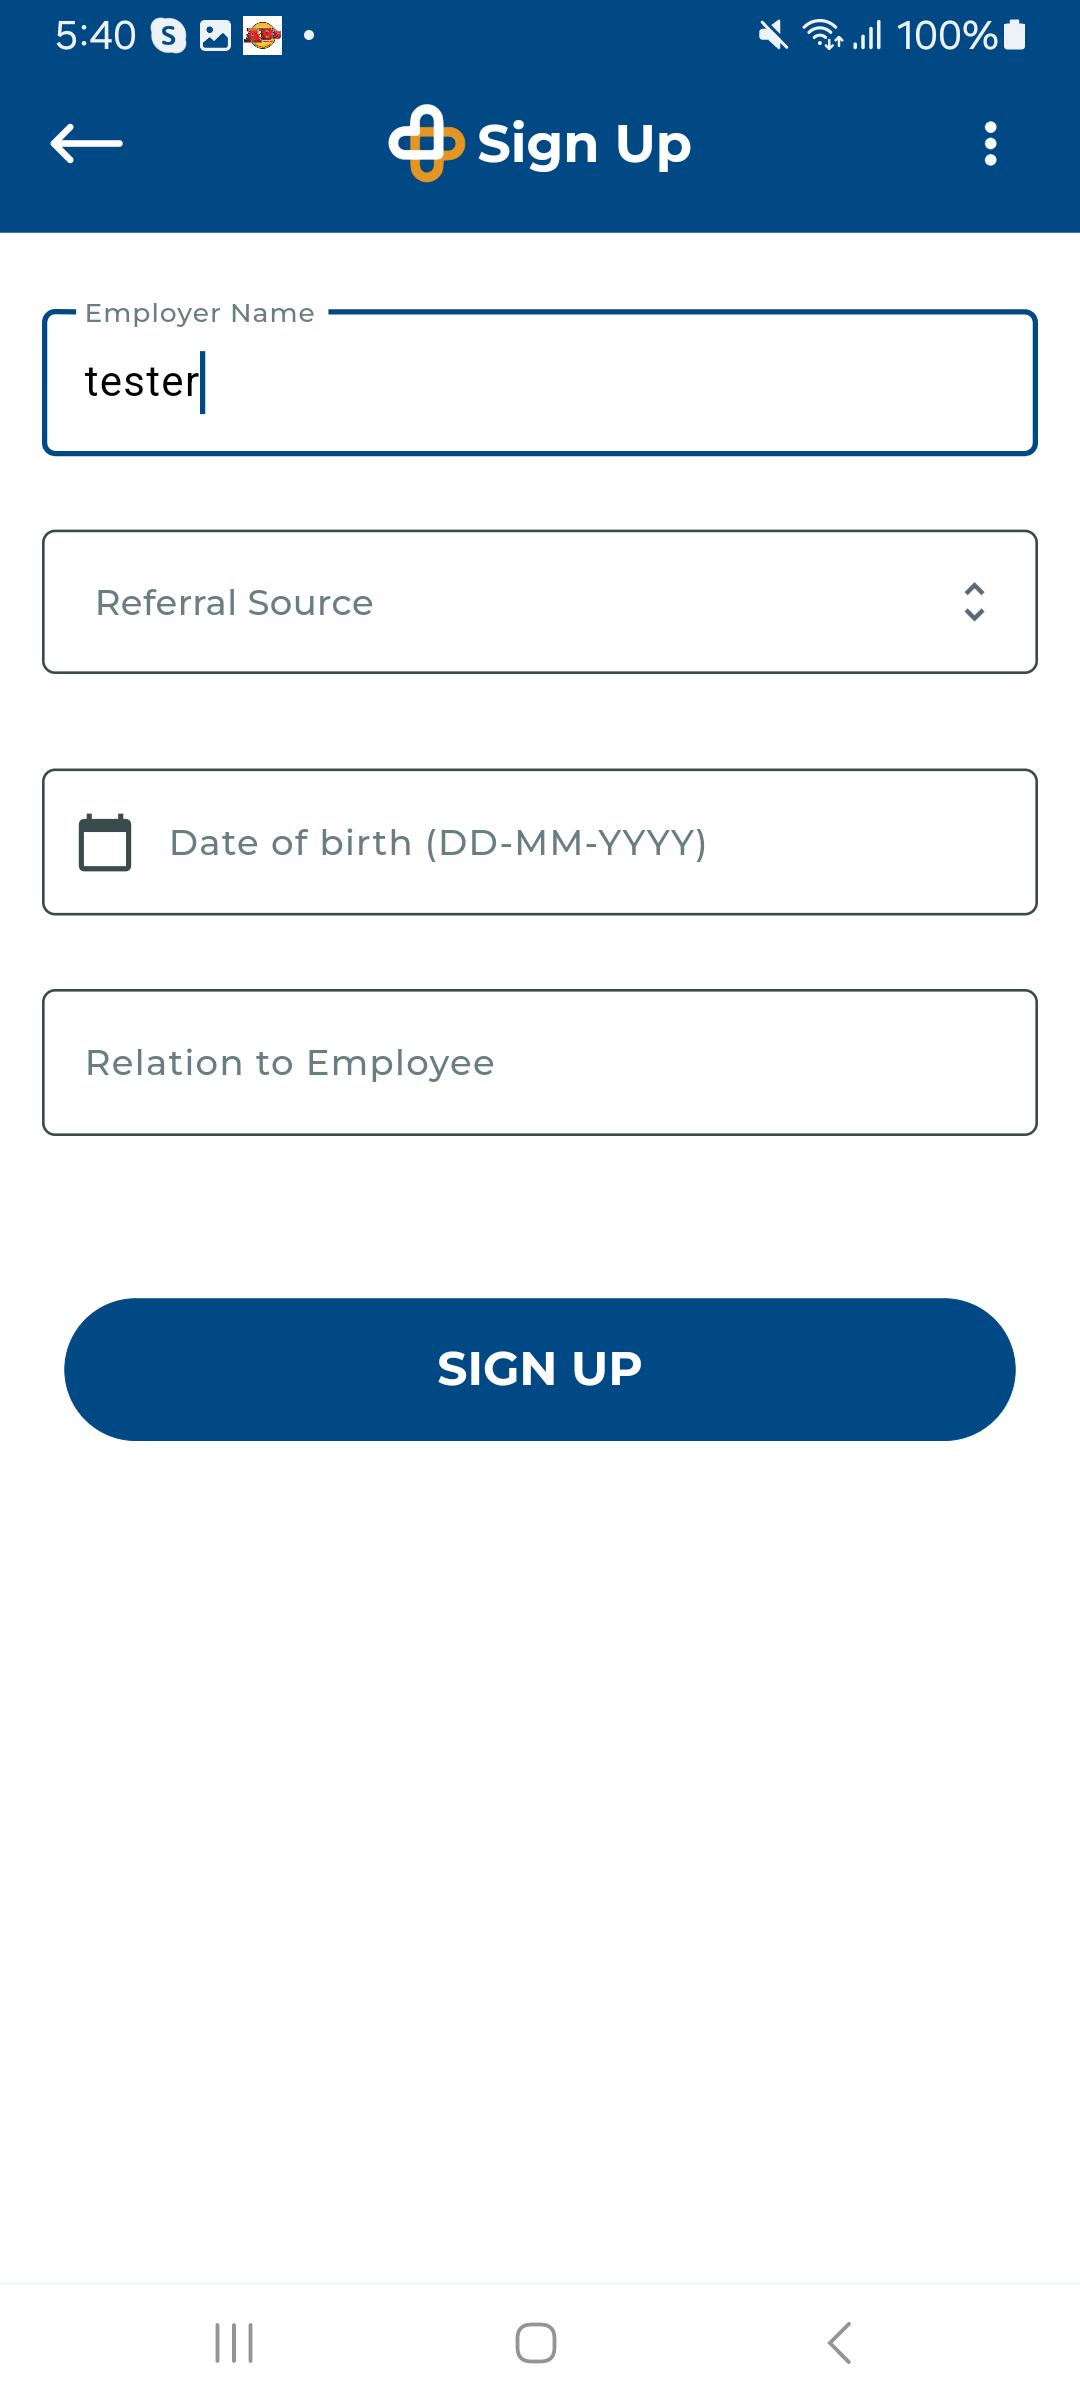 5:40 S ABs 100%
Sign Up
Employer Name
tester
Referral Source
Date of birth (DD-MM-YYYY)
Relation to Employee
SIGN UP